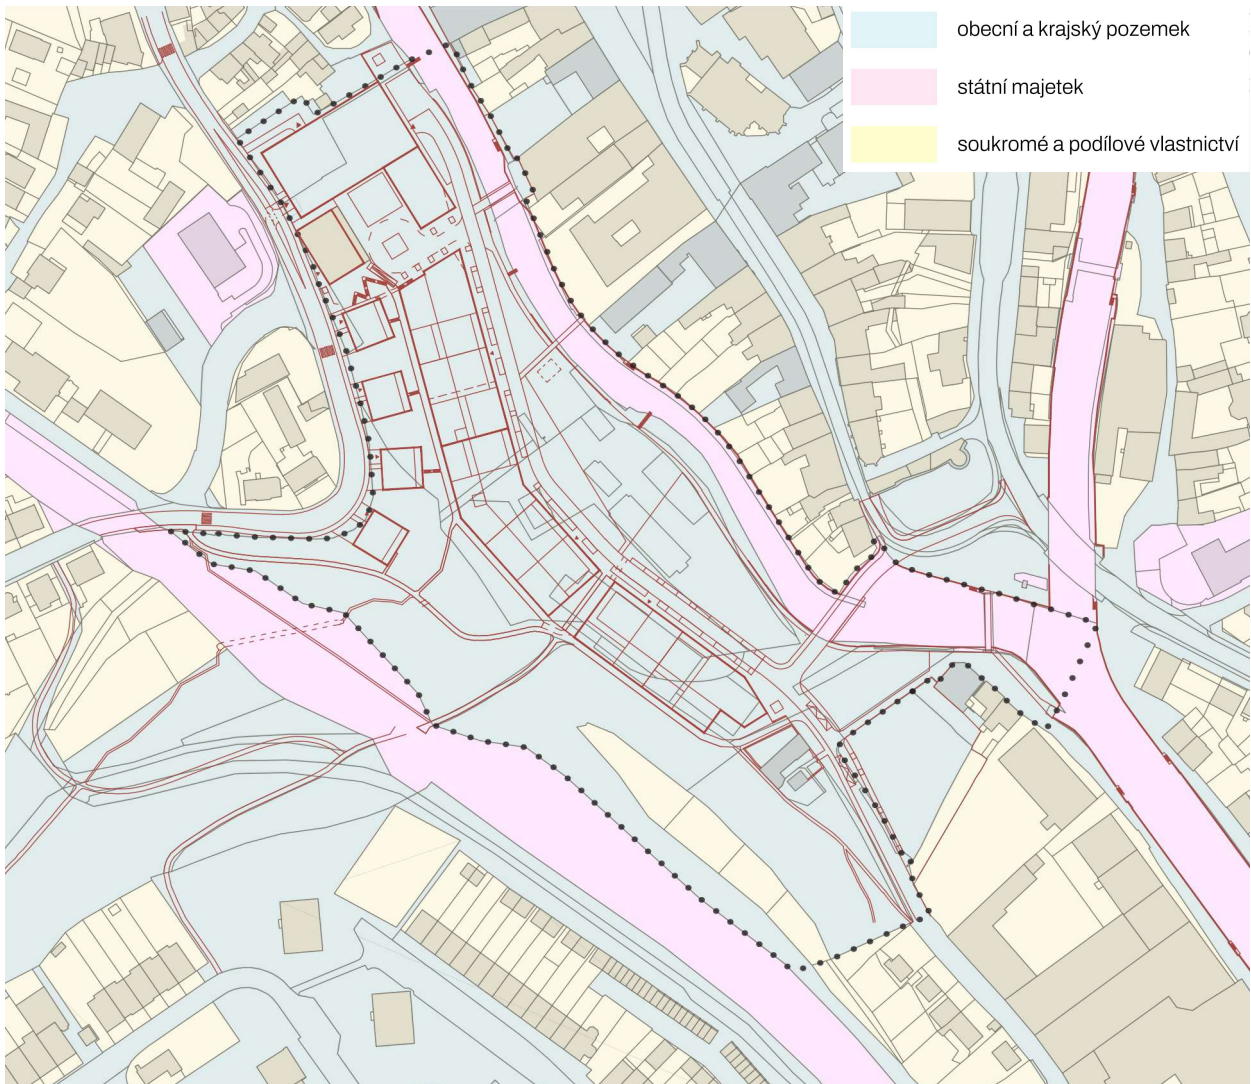 obecní a krajský pozemek
státní majetek
soukromé a podílové vlastnictví